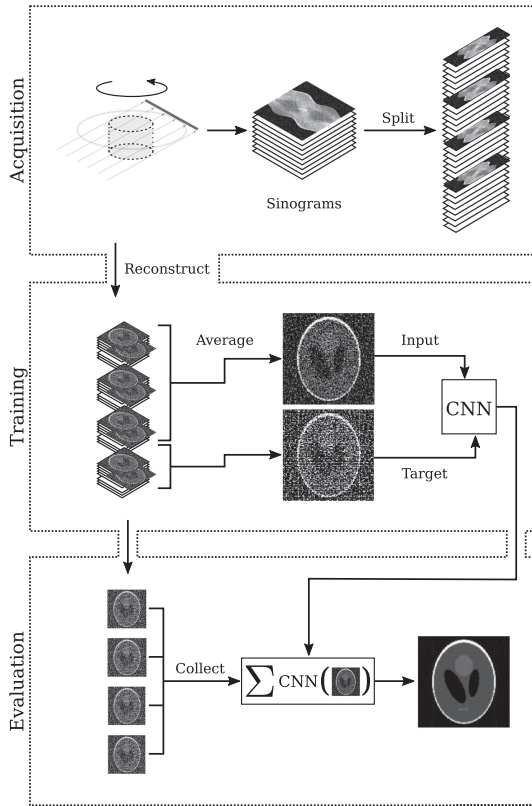 Acquisition
Split
Sinograms
Reconstruct
Training
Average
Input
CNN
Target
Evaluation
Collect
∑ CNN ( )